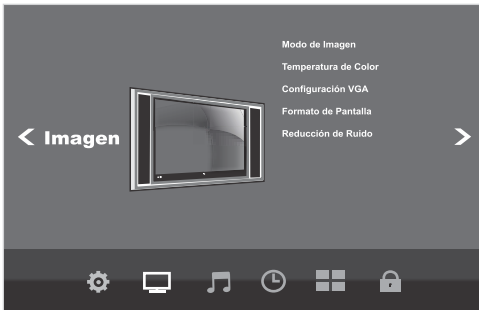 Imagen
Modo de Imagen
Temperatura de Color
Configuración VGA
Formato de Pantalla
Reducción de Ruido